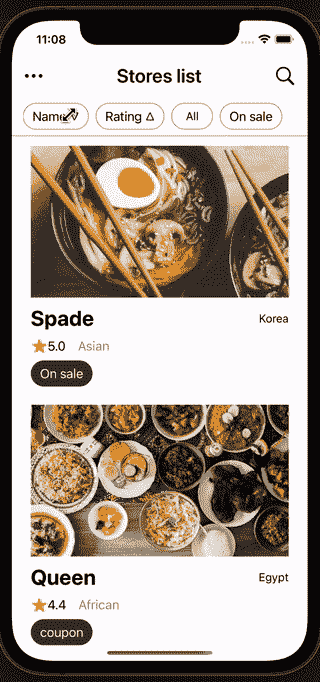 11:08
Stores list
Name ▽ Rating △ All On sale
Spade Korea
5.0 Asian
On sale
Queen Egypt
4.4 African
coupon